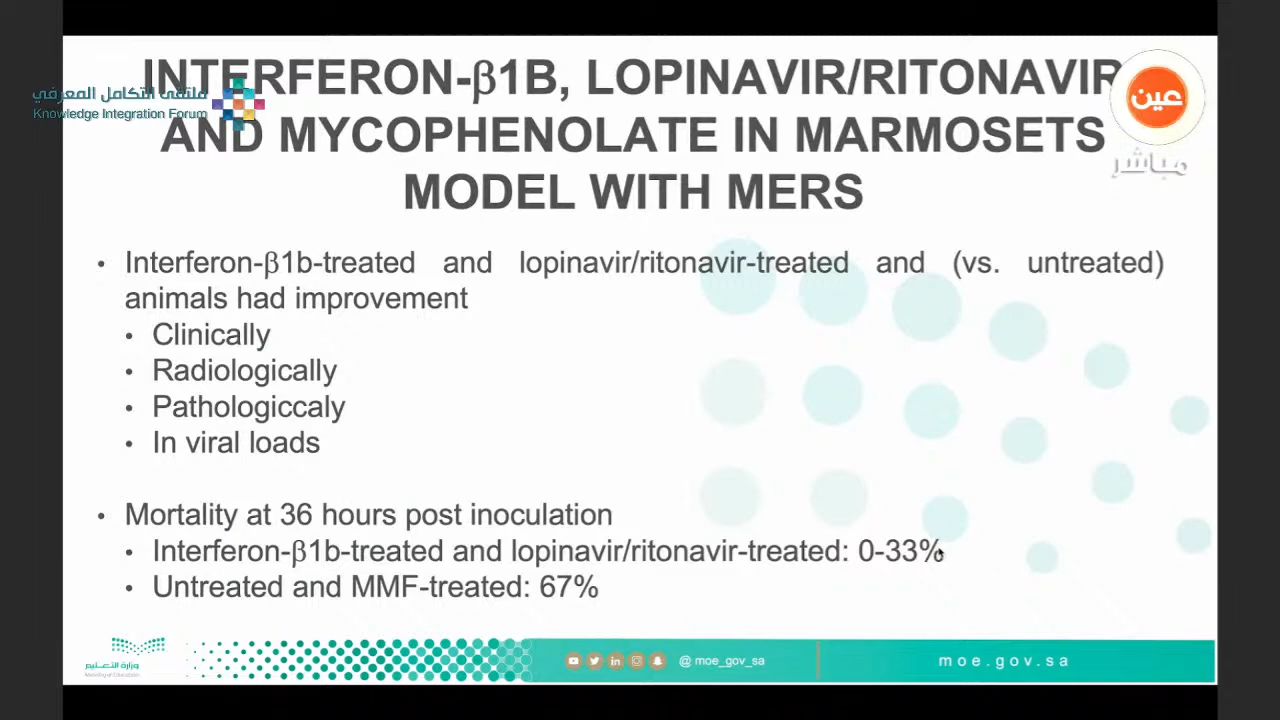 INTERFERON-β1B, LOPINAVIR/RITONAVIR
ملتقى التكامل المعرفي
Knowledge Integration Forum
عين
مباشر
AND MYCOPHENOLATE IN MARMOSETS
MODEL WITH MERS
• Interferon-β1b-treated and lopinavir/ritonavir-treated and (vs. untreated)
animals had improvement
• Clinically
• Radiologically
• Pathologiccaly
• In viral loads
• Mortality at 36 hours post inoculation
• Interferon-β1b-treated and lopinavir/ritonavir-treated: 0-33%
• Untreated and MMF-treated: 67%
وزارة التعليم
Ministry of Education
@ moe_gov_sa
moe.gov.sa